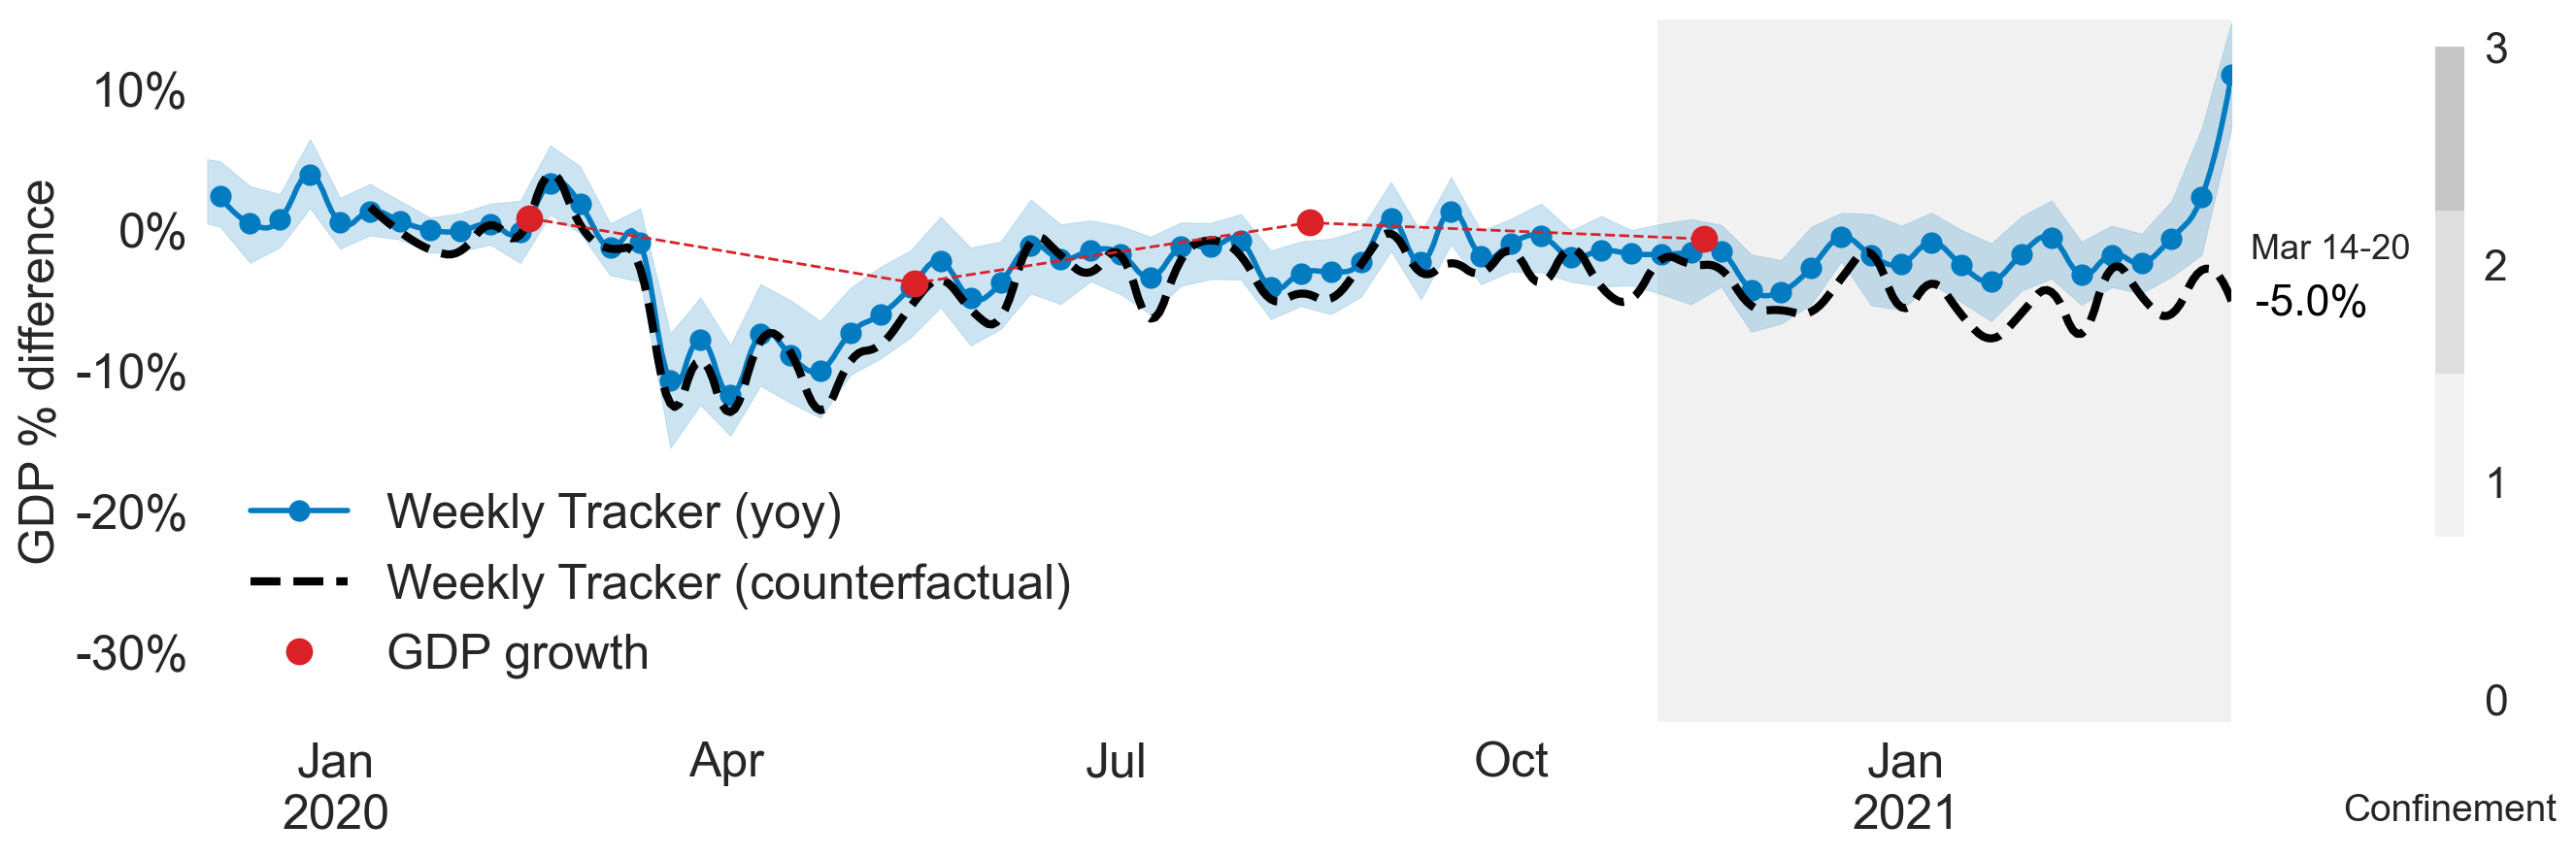 GDP % difference
10%
0%
-10%
-20%
-30%
Weekly Tracker (yoy)
Weekly Tracker (counterfactual)
GDP growth
Jan
2020
Apr
Jul
Oct
Jan
2021
Mar 14-20
-5.0%
3
2
1
0
Confinement